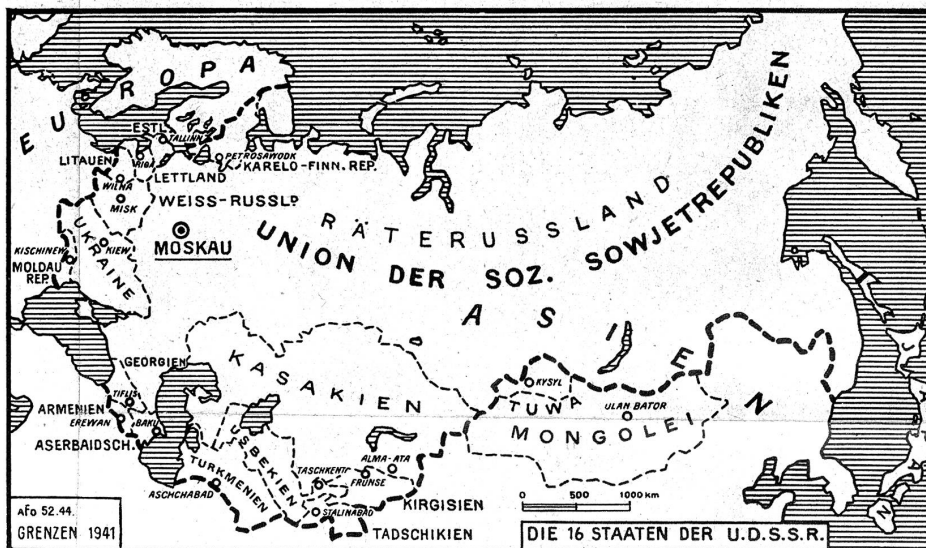 EUROPA
ESTL.
TALLINN
LITAUEN
RIGA
PETROSAWODK
KARELO-FINN. REP.
LETTLAND
WILNA
MISK
WEISS-RUSSLD
RÄTERUSSLAND
UNION DER SOZ. SOWJETREPUBLIKEN
MOSKAU
UKRAINE
KIEW
KISCHINEW
MOLDAU
REP.
ASIEN
GEORGIEN
KASAKIEN
TIFLIS
ARMENIEN
EREWAN
BAKU
ASERBAIDSCH.
KYSYL
TUWA
ULAN BATOR
MONGOLEI
USBEKIEN
TURKMENIEN
ASCHCHABAD
TASCHKENT
ALMA-ATA
FRUNSE
KIRGISIEN
STALINABAD
TADSCHIKIEN
0 500 1000 km
afo 52.44.
GRENZEN 1941
DIE 16 STAATEN DER U.D.S.S.R.